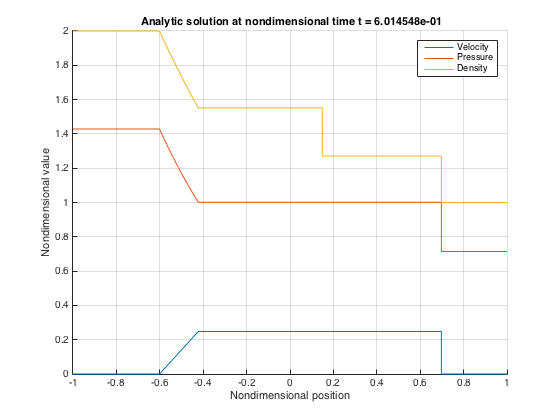 Analytic solution at nondimensional time t = 6.014548e-01
Velocity
Pressure
Density
Nondimensional value
2
1.8
1.6
1.4
1.2
1
0.8
0.6
0.4
0.2
0
-1 -0.8 -0.6 -0.4 -0.2 0 0.2 0.4 0.6 0.8 1
Nondimensional position